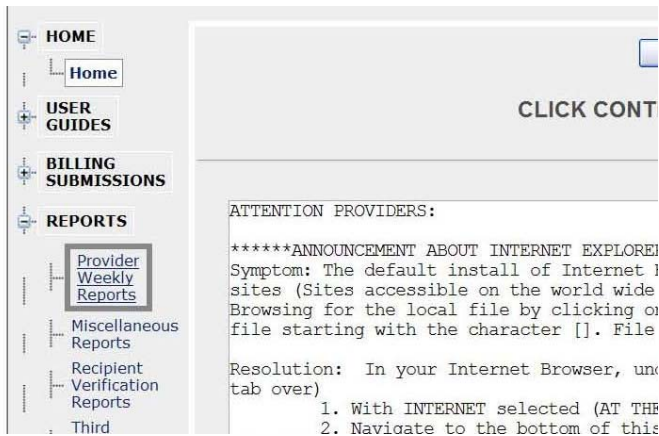 HOME
Home
USER
GUIDES
BILLING
SUBMISSIONS
REPORTS
Provider
Weekly
Reports
Miscellaneous
Reports
Recipient
Verification
Reports
Third
CLICK CONT
ATTENTION PROVIDERS:
******ANNOUNCEMENT ABOUT INTERNET EXPLORE
Symptom: The default install of Internet
sites (Sites accessible on the world wide
Browsing for the local file by clicking o
file starting with the character []. File
Resolution:  In your Internet Browser, un
tab over)
1. With INTERNET selected (AT THE
2. Navigate to the bottom of this